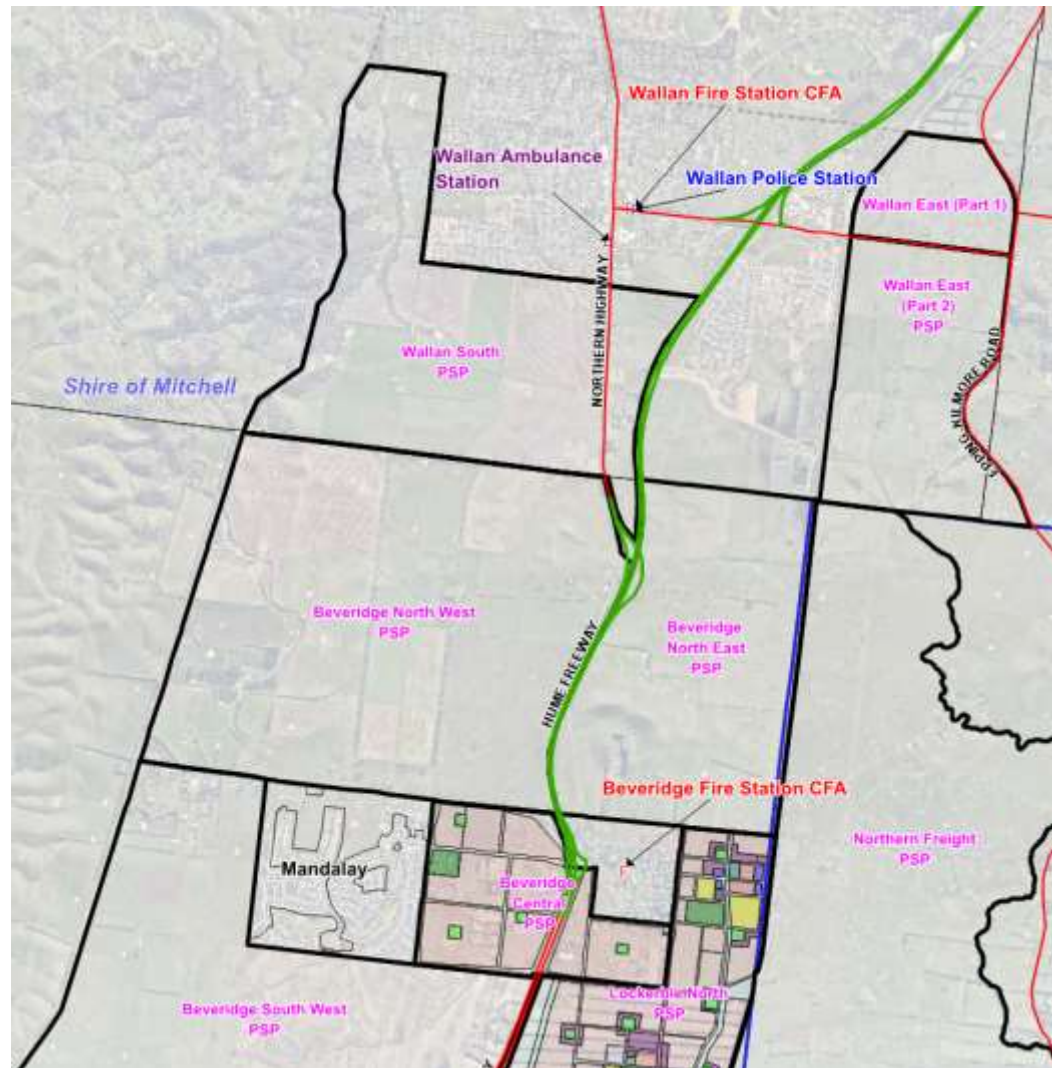 Wallan Fire Station CFA
Wallan Ambulance
Station
Wallan Police Station
Wallan East (Part 1)
NORTHERN HIGHWAY
Wallan East
(Part 2)
PSP
Wallan South
PSP
Shire of Mitchell
EPPING KILMORE ROAD
Beveridge North West
PSP
Beveridge
North East
PSP
HUME FREEWAY
Beveridge Fire Station CFA
Northern Freight
PSP
Mandalay
Beveridge
Central
PSP
Beveridge South West
PSP
Lockerbie North
PSP